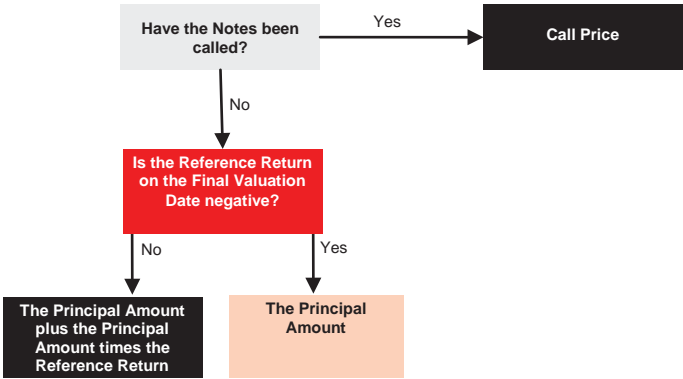 Have the Notes been
called?
Yes
Call Price
No
Is the Reference Return
on the Final Valuation
Date negative?
No
Yes
The Principal Amount
plus the Principal
Amount times the
Reference Return
The Principal
Amount